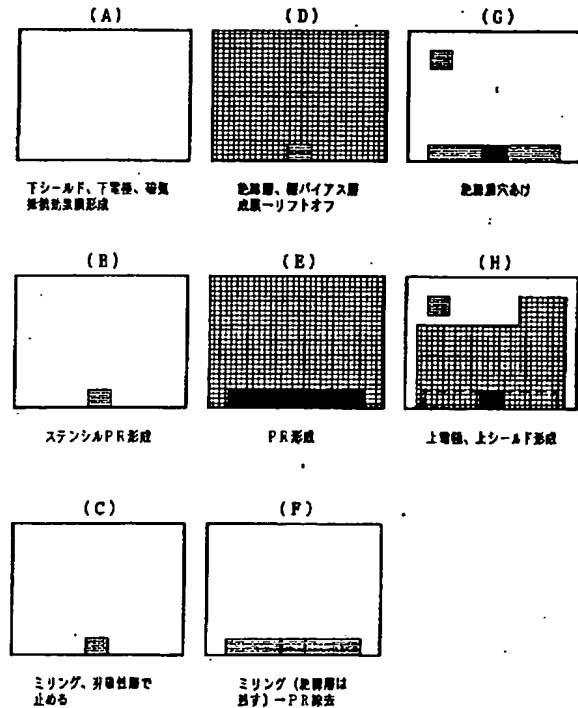 (A)
下シールド、下電極、磁気
抵抗効果膜形成
(D)
絶縁層、縦バイアス層
成膜→リフトオフ
(G)
絶縁層穴あけ
(B)
ステンシルPR形成
(E)
PR形成
(H)
上電極、上シールド形成
(C)
ミリング、非磁性層で
止める
(F)
ミリング (絶縁層は
残す) →PR除去